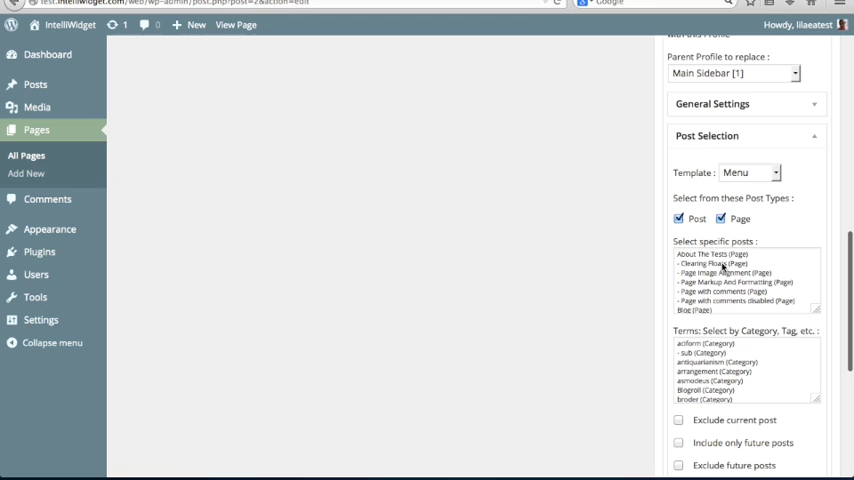 test.intelliwidget.com/web/wp-admin/post.php?post=2&action=edit
Google
IntelliWidget 1 0 New View Page
Howdy, lilaeatest
Dashboard
Posts
Media
Pages
All Pages
Add New
Comments
Appearance
Plugins
Users
Tools
Settings
Collapse menu
with this Profile
Parent Profile to replace :
Main Sidebar [1]
General Settings
Post Selection
Template : Menu
Select from these Post Types :
Post Page
Select specific posts :
About The Tests (Page)
- Clearing Floats (Page)
- Page Image Alignment (Page)
- Page Markup And Formatting (Page)
- Page with comments (Page)
- Page with comments disabled (Page)
Blog (Page)
Terms: Select by Category, Tag, etc. :
aciform (Category)
- sub (Category)
antiquarianism (Category)
arrangement (Category)
asmodeus (Category)
Blogroll (Category)
broder (Category)
Exclude current post
Include only future posts
Exclude future posts